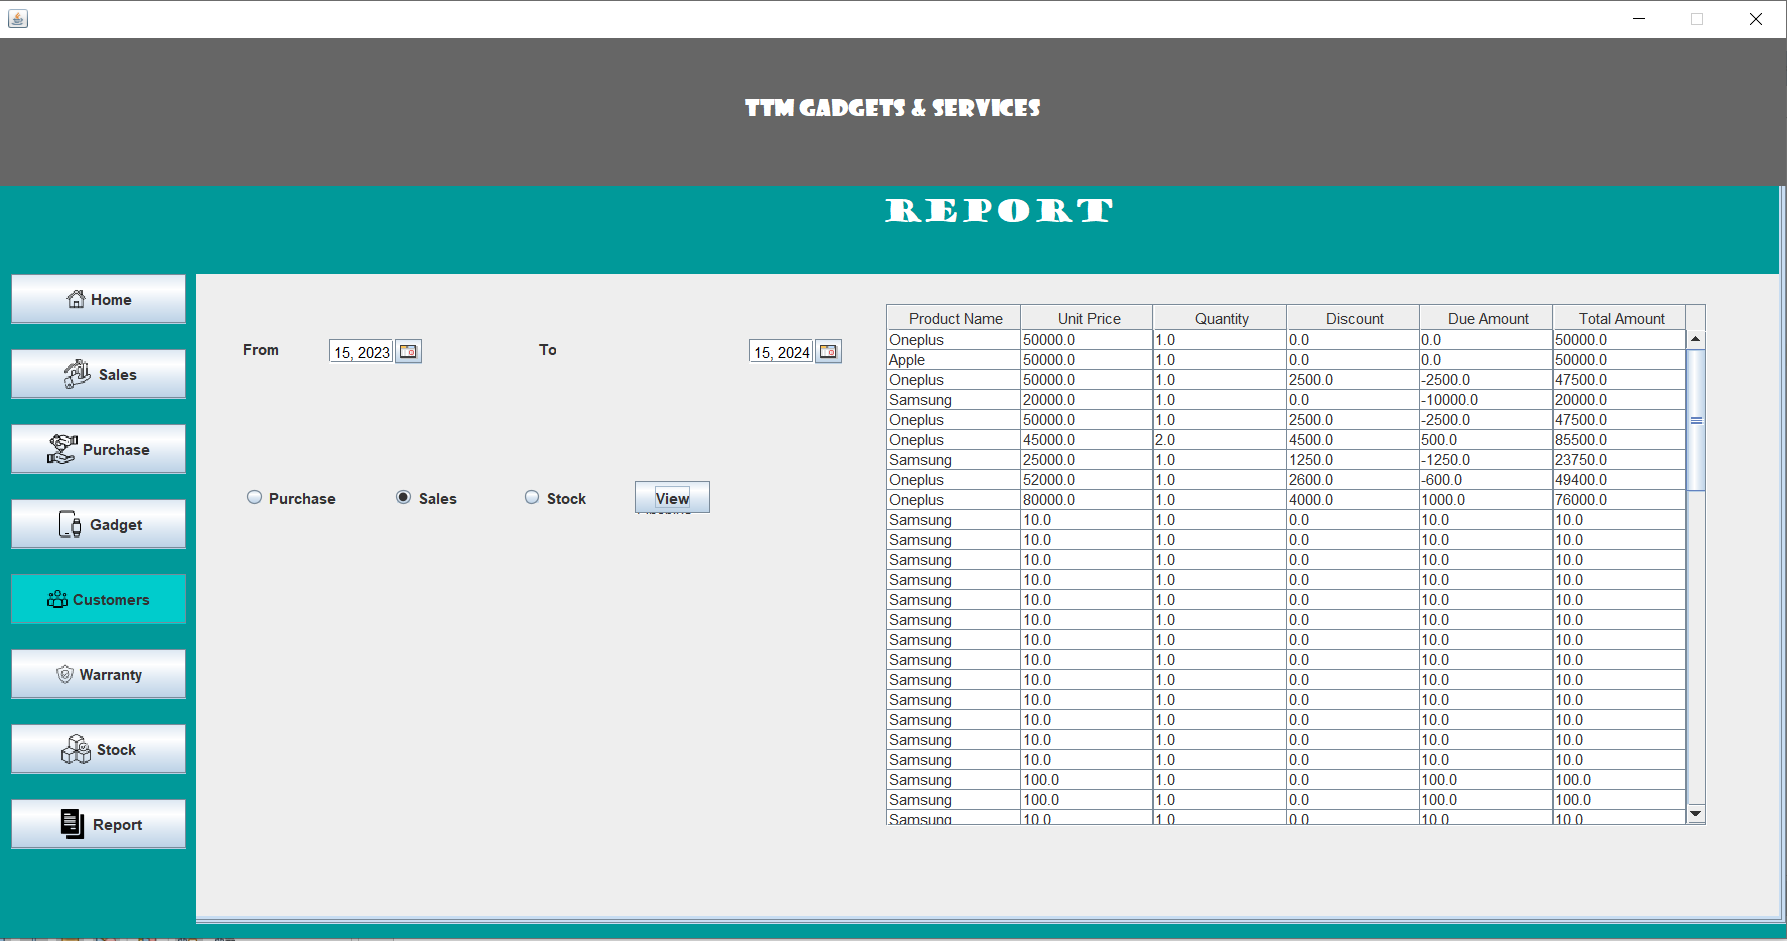 TTM GADGETS & SERVICES
REPORT
Home
Sales
Purchase
Gadget
Customers
Warranty
Stock
Report
From
15, 2023
To
15, 2024
Purchase
Sales
Stock
View
Product Name Unit Price Quantity Discount Due Amount Total Amount
Oneplus 50000.0 1.0 0.0 0.0 50000.0
Apple 50000.0 1.0 0.0 0.0 50000.0
Oneplus 50000.0 1.0 2500.0 -2500.0 47500.0
Samsung 20000.0 1.0 0.0 -10000.0 20000.0
Oneplus 50000.0 1.0 2500.0 -2500.0 47500.0
Oneplus 45000.0 2.0 4500.0 500.0 85500.0
Samsung 25000.0 1.0 1250.0 -1250.0 23750.0
Oneplus 52000.0 1.0 2600.0 -600.0 49400.0
Oneplus 80000.0 1.0 4000.0 1000.0 76000.0
Samsung 10.0 1.0 0.0 10.0 10.0
Samsung 10.0 1.0 0.0 10.0 10.0
Samsung 10.0 1.0 0.0 10.0 10.0
Samsung 10.0 1.0 0.0 10.0 10.0
Samsung 10.0 1.0 0.0 10.0 10.0
Samsung 10.0 1.0 0.0 10.0 10.0
Samsung 10.0 1.0 0.0 10.0 10.0
Samsung 10.0 1.0 0.0 10.0 10.0
Samsung 10.0 1.0 0.0 10.0 10.0
Samsung 10.0 1.0 0.0 10.0 10.0
Samsung 10.0 1.0 0.0 10.0 10.0
Samsung 10.0 1.0 0.0 10.0 10.0
Samsung 10.0 1.0 0.0 10.0 10.0
Samsung 100.0 1.0 0.0 100.0 100.0
Samsung 100.0 1.0 0.0 100.0 100.0
Samsung 10.0 1.0 0.0 10.0 10.0